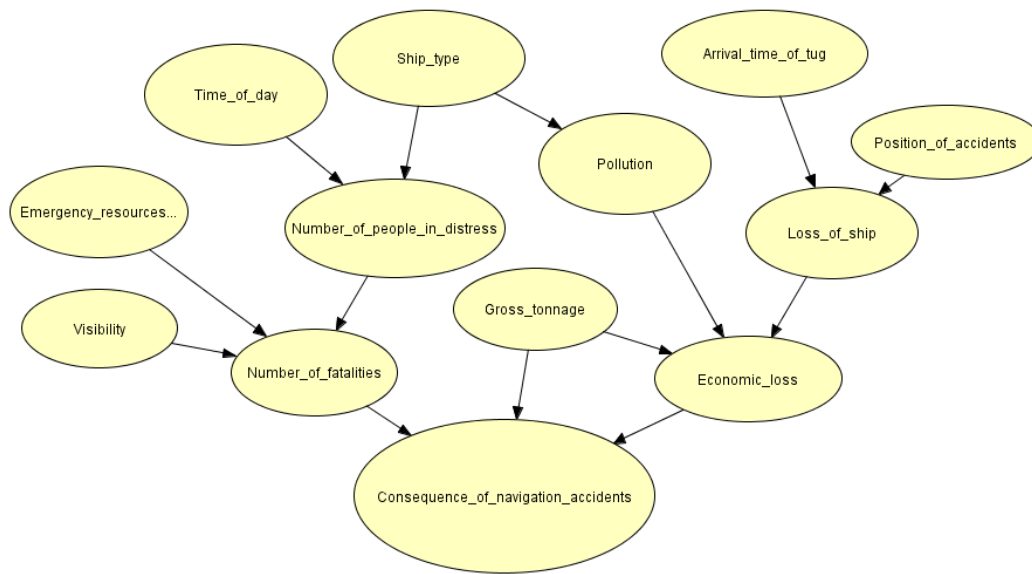 Ship_type
Arrival_time_of_tug
Time_of_day
Position_of_accidents
Pollution
Emergency_resources...
Number_of_people_in_distress
Loss_of_ship
Gross_tonnage
Visibility
Number_of_fatalities
Economic_loss
Consequence_of_navigation_accidents